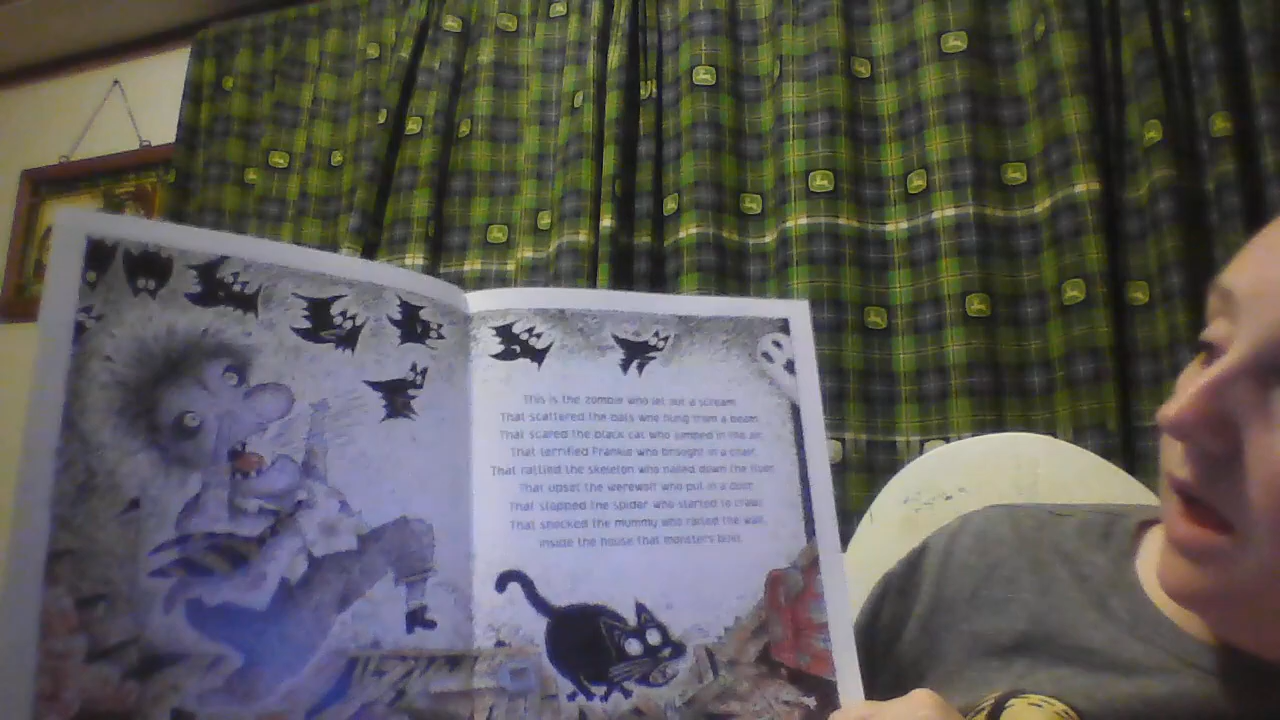 This is the zombie who let out a scream
That scattered the bats who hung from a beam
That scared the black cat who jumped in the air
That terrified Frankie who brought in a chair
That rattled the skeleton who nailed down the floor
That upset the werewolf who put in a door
That stopped the spider who started to crawl
That shocked the mummy who raised the wall
inside the house that monsters built.